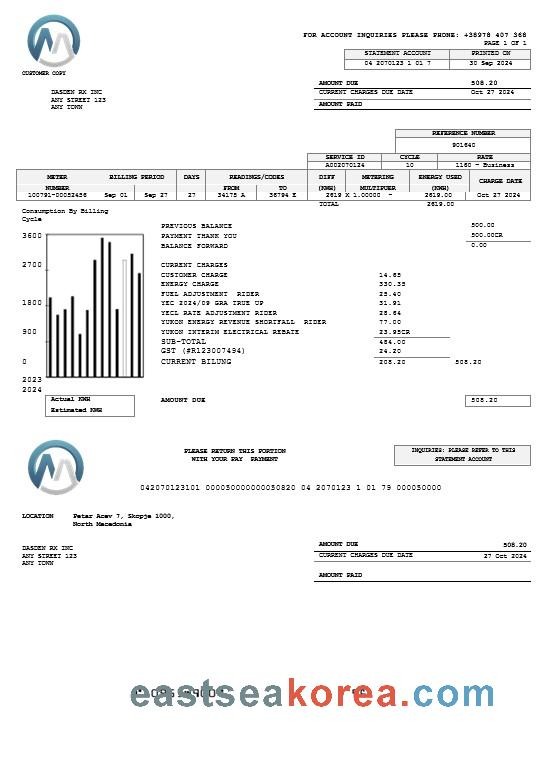 FOR ACCOUNT INQUIRIES PLEASE PHONE: +38978 407 368
PAGE 1 OF 1
STATEMENT ACCOUNT PRINTED ON
04 2070123 1 01 7 30 Sep 2024
CUSTOMER COPY
AMOUNT DUE 508.20
CURRENT CHARGES DUE DATE Oct 27 2024
AMOUNT PAID
DASDEN RX INC
ANY STREET 123
ANY TOWN
REFERENCE NUMBER
901640
SERVICE ID CYCLE RATE
A002070124 10 1160 - Business
METER NUMBER BILLING PERIOD DAYS READINGS/CODES FROM TO DIFF (KWH) METERING MULTIPUER ENERGY USED (KWH) CHARGE DATE
100791-00052456 Sep 01 Sep 27 27 34175 A 36794 E 2619 X 1.00000 - 2619.00 Oct 27 2024
TOTAL 2619.00
Consumption By Billing
Cycle
3600
2700
1800
900
0
2023
2024
Actual KWH
Estimated KWH
PREVIOUS BALANCE 500.00
PAYMENT THANK YOU 500.00CR
BALANCE FORWARD 0.00
CURRENT CHARGES
CUSTOMER CHARGE 14.65
ENERGY CHARGE 330.35
FUEL ADJUSTMENT RIDER 25.40
YEC 2024/09 GRA TRUE UP 31.91
YECL RATE ADJUSTMENT RIDER 28.64
YUKON ENERGY REVENUE SHORTFALL RIDER 77.00
YUKON INTERIM ELECTRICAL REBATE 23.95CR
SUB-TOTAL 484.00
GST (#R123007494) 24.20
CURRENT BILUNG 208.20 508.20
AMOUNT DUE 508.20
PLEASE RETURN THIS PORTION
WITH YOUR PAY PAYMENT
INQUIRIES: PLEASE REFER TO THIS
STATEMENT ACCOUNT
042070123101 000050000000050820 04 2070123 1 01 79 000050000
LOCATION Petar Acev 7, Skopje 1000,
North Macedonia
DASDEN RX INC
ANY STREET 123
ANY TOWN
AMOUNT DUE 508.20
CURRENT CHARGES DUE DATE 27 Oct 2024
AMOUNT PAID
eastseakorea.com